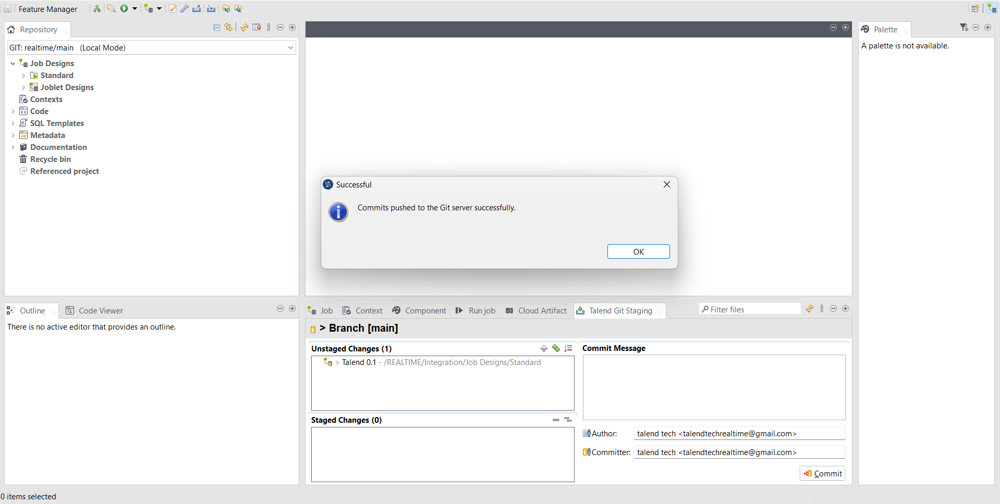 Feature Manager
Repository
GIT: realtime/main (Local Mode)
Job Designs
Standard
Joblet Designs
Contexts
Code
SQL Templates
Metadata
Documentation
Recycle bin
Referenced project
Palette
A palette is not available.
Successful
Commits pushed to the Git server successfully.
OK
Outline
Code Viewer
There is no active editor that provides an outline.
Job
Context
Component
Run job
Cloud Artifact
Talend Git Staging
Filter files
> Branch [main]
Unstaged Changes (1)
> Talend 0.1 - /REALTIME/Integration/Job Designs/Standard
Staged Changes (0)
Commit Message
Author: talend tech <talendtechrealtime@gmail.com>
Committer: talend tech <talendtechrealtime@gmail.com>
Commit
0 items selected